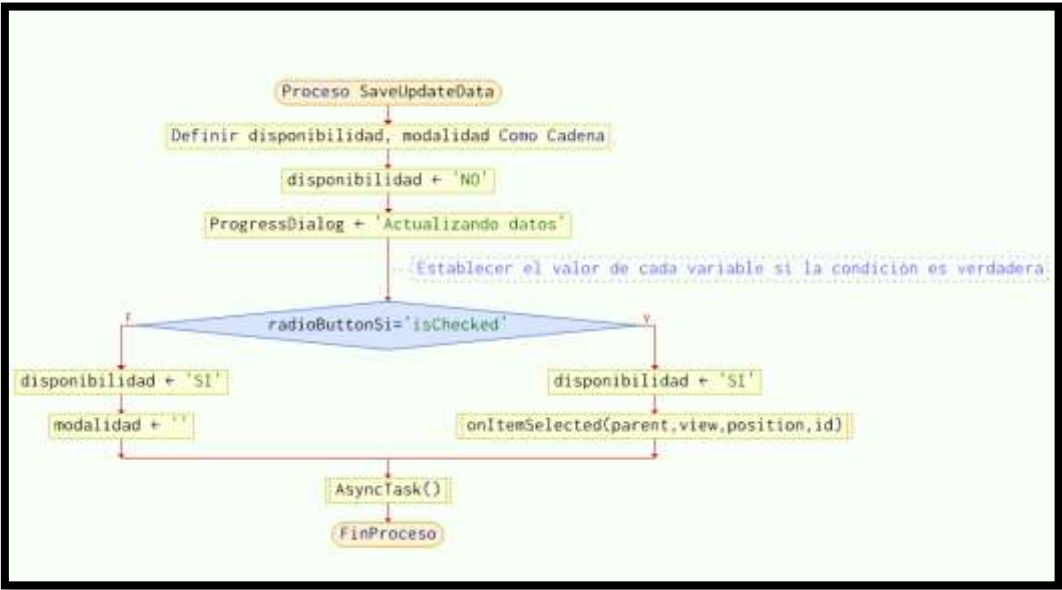 Proceso SaveUpdateData
Definir disponibilidad, modalidad Como Cadena
disponibilidad ← 'NO'
ProgressDialog ← 'Actualizando datos'
Establecer el valor de cada variable si la condición es verdadera
radioButtonSi='isChecked'
F
V
disponibilidad ← 'SI'
disponibilidad ← 'SI'
modalidad ← ''
onItemSelected(parent,view,position,id)
AsyncTask()
FinProceso